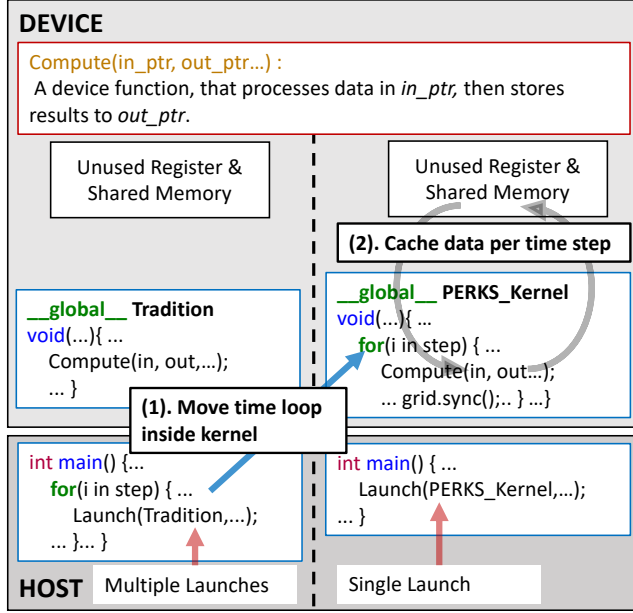 DEVICE
Compute(in_ptr, out_ptr…) :
A device function, that processes data in in_ptr, then stores
results to out_ptr.
Unused Register &
Shared Memory
Unused Register &
Shared Memory
(2). Cache data per time step
__global__ Tradition
void(...){ ...
Compute(in, out,…);
... }
__global__ PERKS_Kernel
void(...){ …
for(i in step) { ...
Compute(in, out...);
... grid.sync();.. } …}
(1). Move time loop
inside kernel
int main() {...
for(i in step) { ...
Launch(Tradition,...);
... }... }
int main() { ...
Launch(PERKS_Kernel,…);
... }
HOST
Multiple Launches
Single Launch